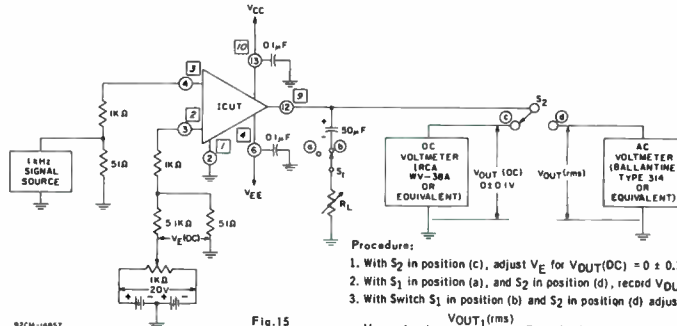 VCC
10
13
0.1µF
3
4
2
3
ICUT
12
9
1
2
4
6
0.1µF
VEE
1KΩ
51Ω
1kHz
SIGNAL
SOURCE
1KΩ
5.1KΩ
51Ω
VE(DC)
1KΩ
20V
+ - + -
+
-
50µF
a
b
S1
RL
S2
c
d
DC
VOLTMETER
(RCA
WV-38A
OR
EQUIVALENT)
VOUT(DC)
0±0.1V
VOUT(rms)
AC
VOLTMETER
(BALLANTINE
TYPE 314
OR
EQUIVALENT)
Procedure:
1. With S2 in position (c), adjust VE for VOUT(DC) = 0 ± 0.
2. With S1 in position (a), and S2 in position (d), record VOU
3. With Switch S1 in position (b) and S2 in position (d) adjus
VOUT1(rms)
Fig.15